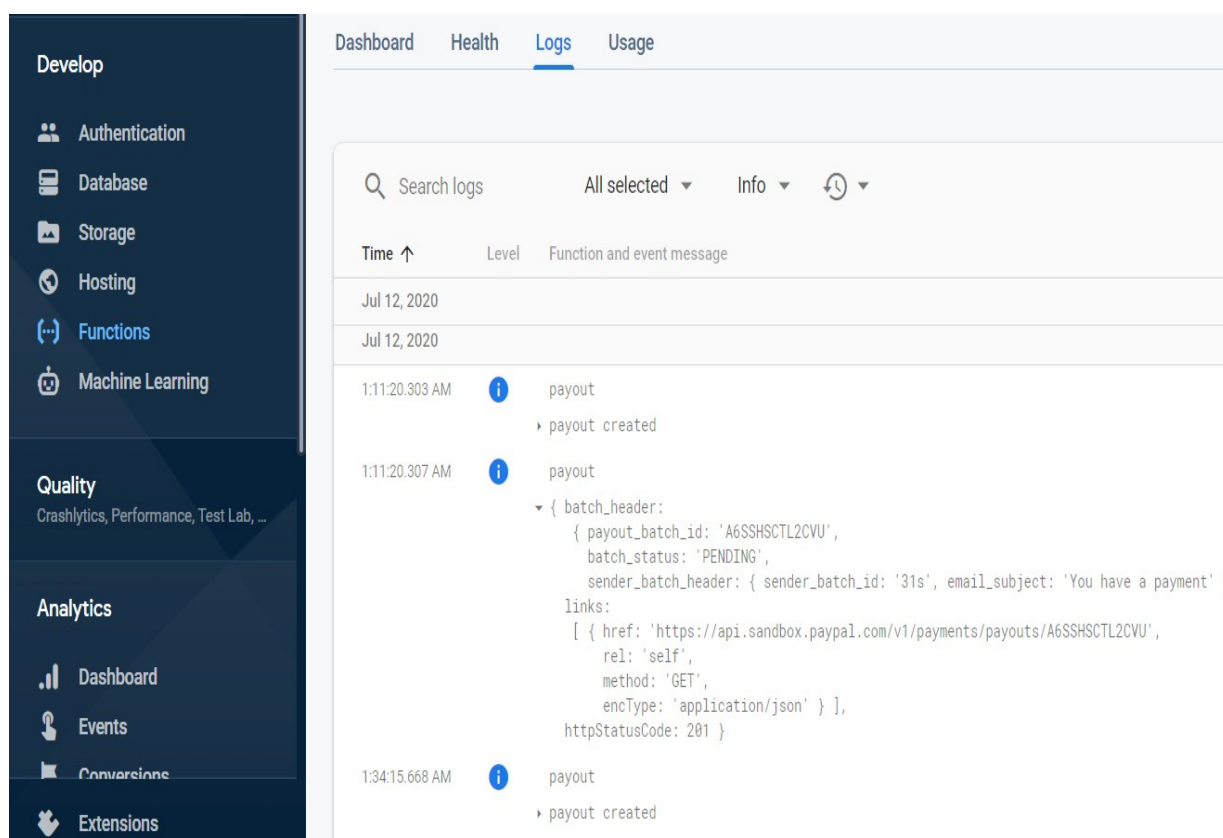 Develop
Authentication
Database
Storage
Hosting
Functions
Machine Learning
Quality
Crashlytics, Performance, Test Lab, ...
Analytics
Dashboard
Events
Conversions
Extensions
Dashboard Health Logs Usage
Search logs All selected Info
Time ↑ Level Function and event message
Jul 12, 2020
Jul 12, 2020
1:11:20.303 AM payout
payout created
1:11:20.307 AM payout
{ batch_header:
{ payout_batch_id: 'A6SSHSCTL2CVU',
batch_status: 'PENDING',
sender_batch_header: { sender_batch_id: '31s', email_subject: 'You have a payment'
links:
[ { href: 'https://api.sandbox.paypal.com/v1/payments/payouts/A6SSHSCTL2CVU',
rel: 'self',
method: 'GET',
encType: 'application/json' } ],
httpStatusCode: 201 }
1:34:15.668 AM payout
payout created